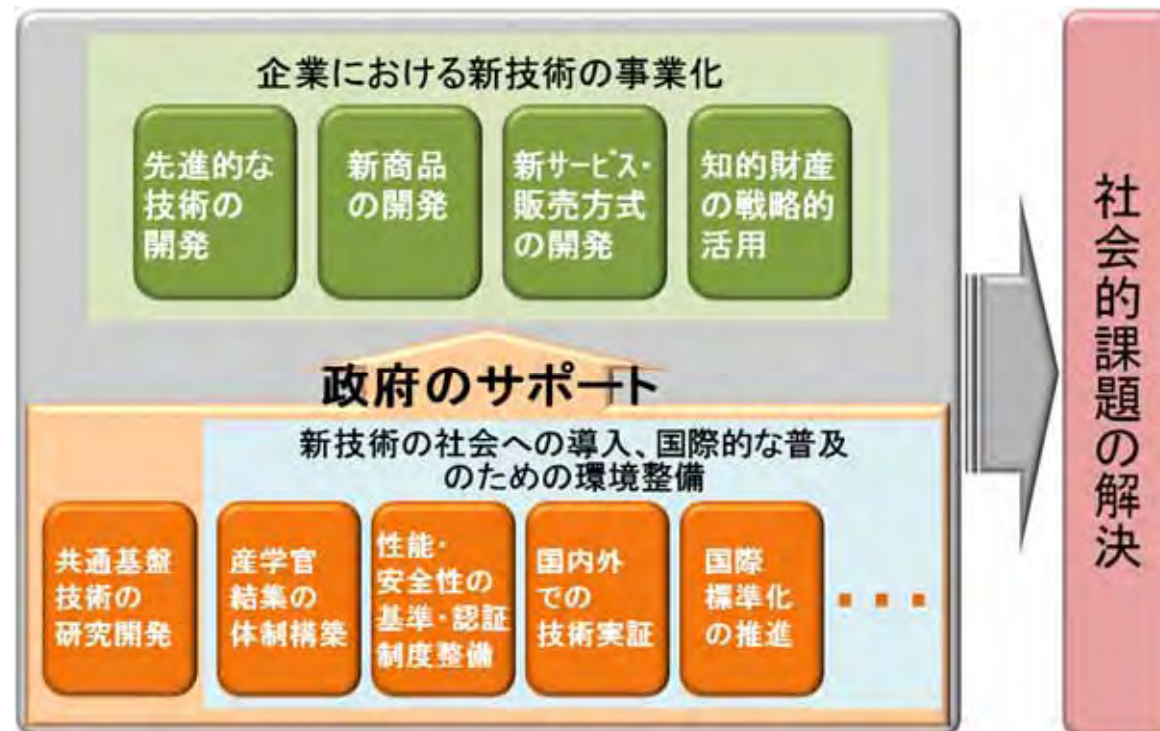 企業における新技術の事業化
先進的な
技術の
開発
新商品
の開発
新ｻｰﾋﾞｽ・
販売方式
の開発
知的財産
の戦略的
活用
政府のサポート
新技術の社会への導入、国際的な普及
のための環境整備
共通基盤
技術の
研究開発
産学官
結集の
体制構築
性能・
安全性の
基準・認証
制度整備
国内外
での
技術実証
国際
標準化
の推進
社会的課題の解決